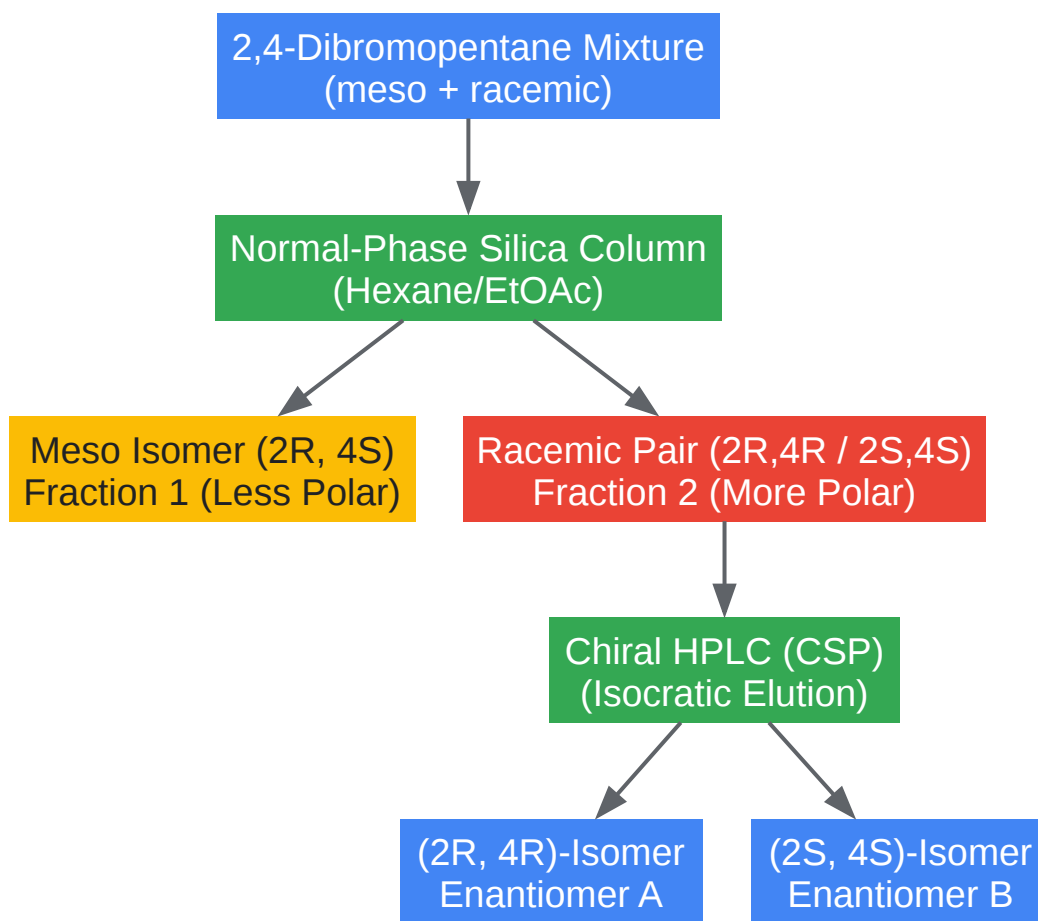 2,4-Dibromopentane Mixture
(meso + racemic)
Normal-Phase Silica Column
(Hexane/EtOAc)
Meso Isomer (2R, 4S)
Fraction 1 (Less Polar)
Racemic Pair (2R,4R / 2S,4S)
Fraction 2 (More Polar)
Chiral HPLC (CSP)
(Isocratic Elution)
(2R, 4R)-Isomer
Enantiomer A
(2S, 4S)-Isomer
Enantiomer B